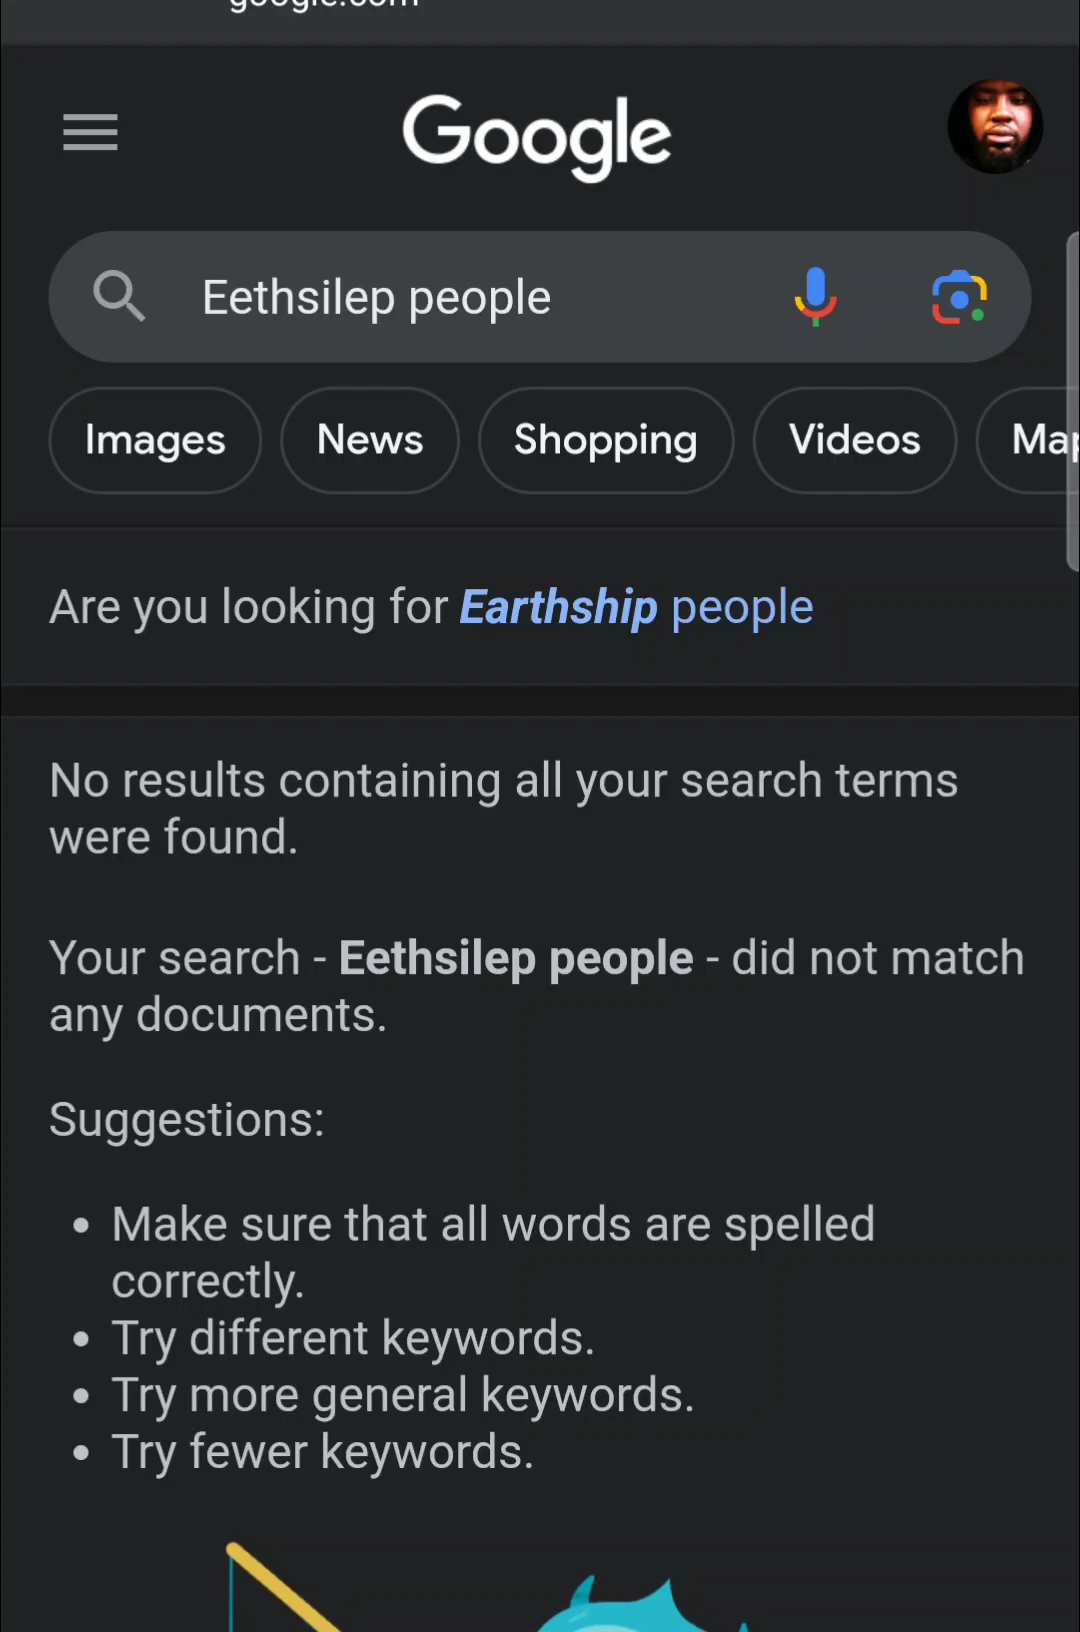 Google
Eethsilep people
Images News Shopping Videos
Are you looking for Earthship people
No results containing all your search terms
were found.
Your search - Eethsilep people - did not match
any documents.
Suggestions:
• Make sure that all words are spelled
correctly.
• Try different keywords.
• Try more general keywords.
• Try fewer keywords.